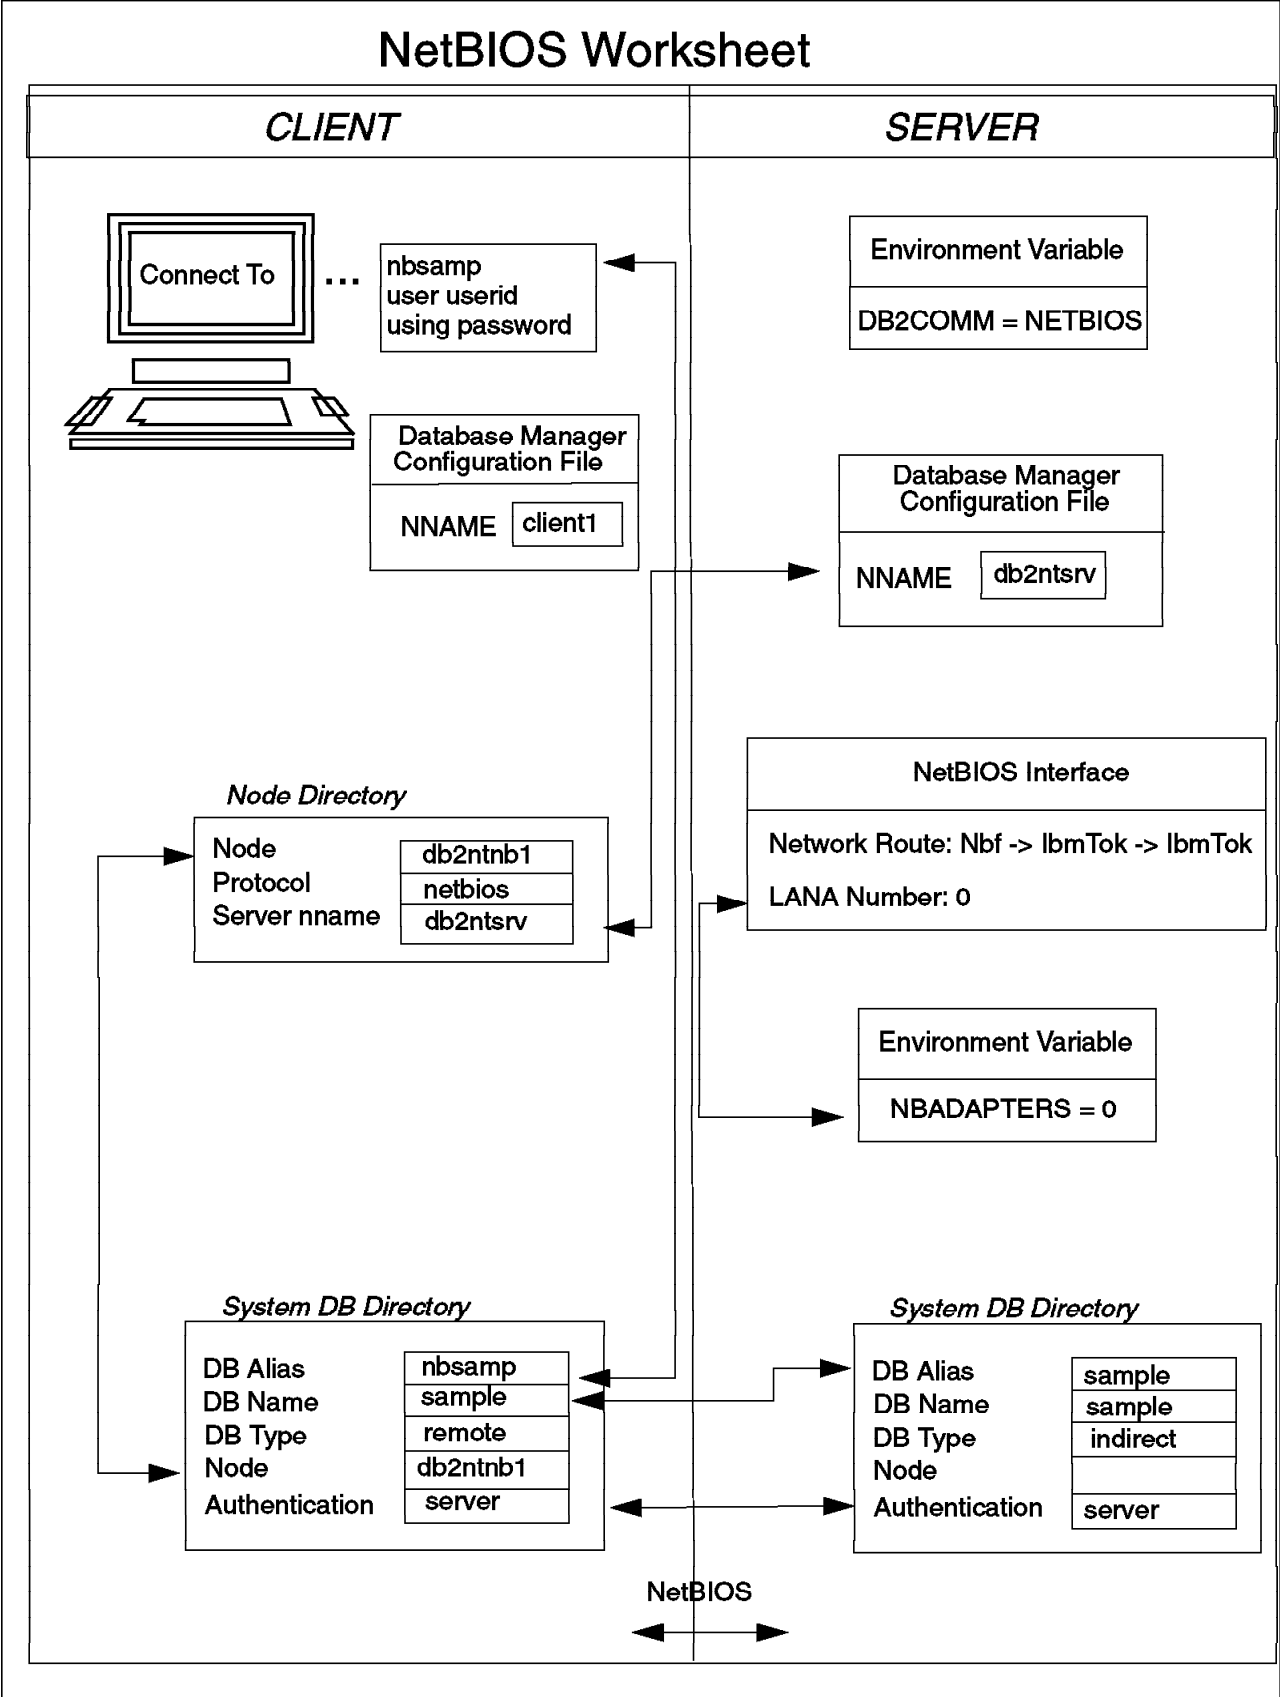 NetBIOS Worksheet
CLIENT
SERVER
Connect To
...
nbsamp
user userid
using password
Environment Variable
DB2COMM = NETBIOS
Database Manager
Configuration File
NNAME client1
Database Manager
Configuration File
NNAME db2ntsrv
NetBIOS Interface
Network Route: Nbf -> IbmTok -> IbmTok
LANA Number: 0
Node Directory
Node db2ntnb1
Protocol netbios
Server nname db2ntsrv
Environment Variable
NBADAPTERS = 0
System DB Directory
DB Alias nbsamp
DB Name sample
DB Type remote
Node db2ntnb1
Authentication server
System DB Directory
DB Alias sample
DB Name sample
DB Type indirect
Node
Authentication server
NetBIOS